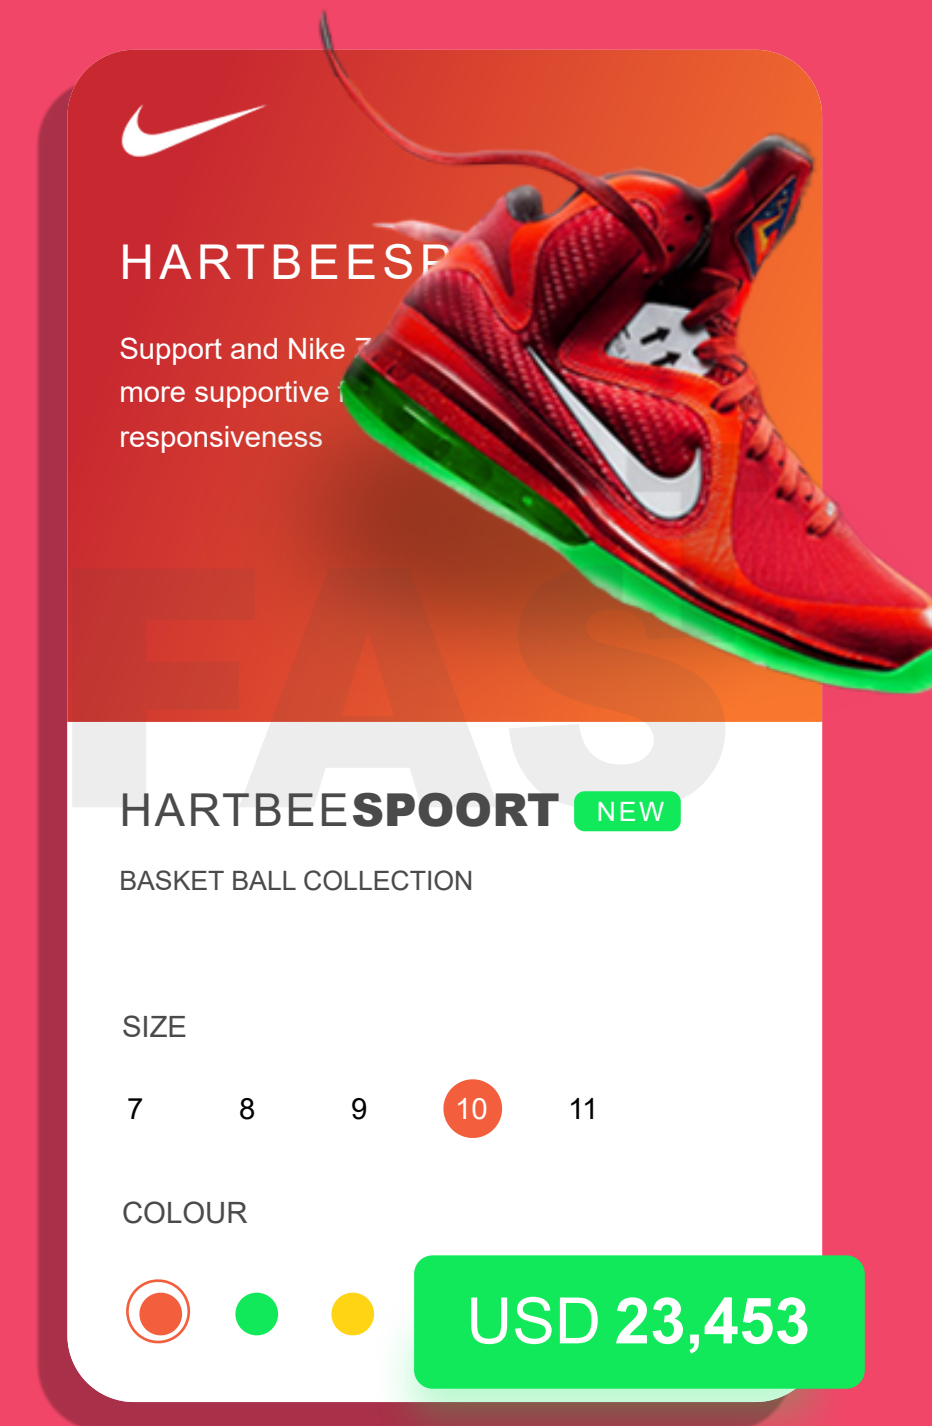 HARTBEESP
Support and Nike Z
more supportive f
responsiveness
FAS
HARTBEESPOORT NEW
BASKET BALL COLLECTION
SIZE
7 8 9 10 11
COLOUR
USD 23,453